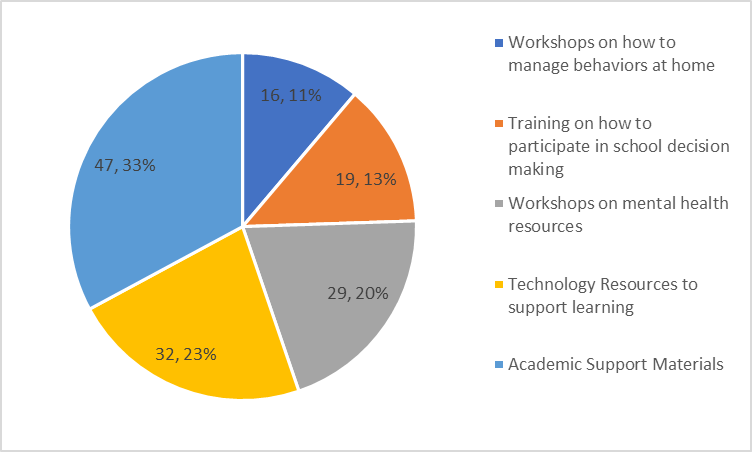 16, 11%
19, 13%
29, 20%
32, 23%
47, 33%
Workshops on how to
manage behaviors at home
Training on how to
participate in school decision
making
Workshops on mental health
resources
Technology Resources to
support learning
Academic Support Materials